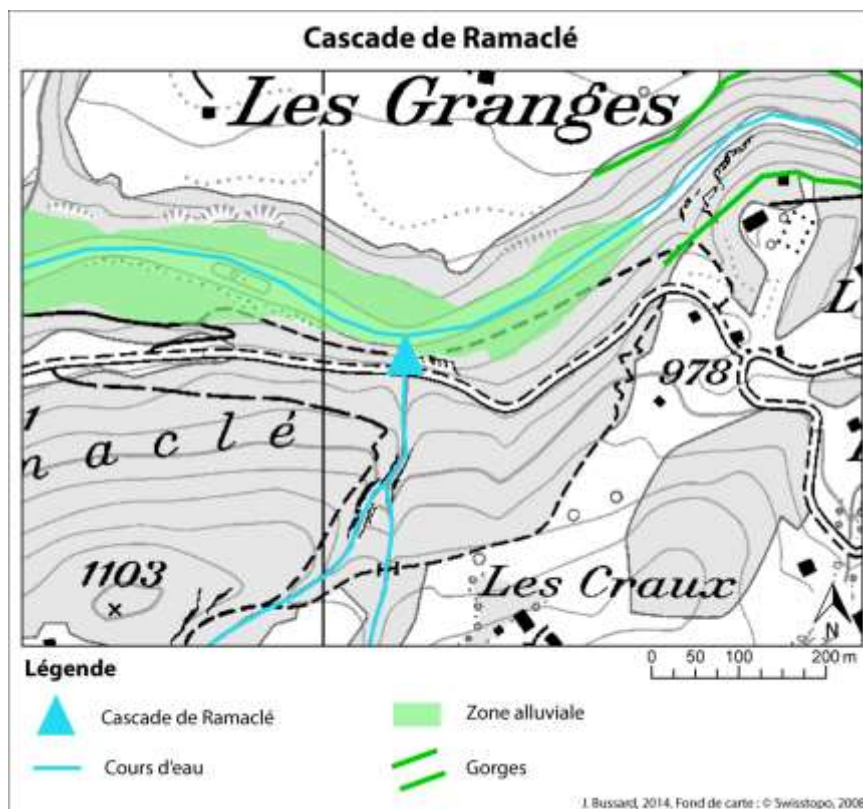 Cascade de Ramaclé
Les Granges
978
naclé
1103
Les Craux
N
0 50 100 200 m
Légende
Cascade de Ramaclé
Zone alluviale
Cours d'eau
Gorges
J. Bussard, 2014. Fond de carte : © Swisstopo,